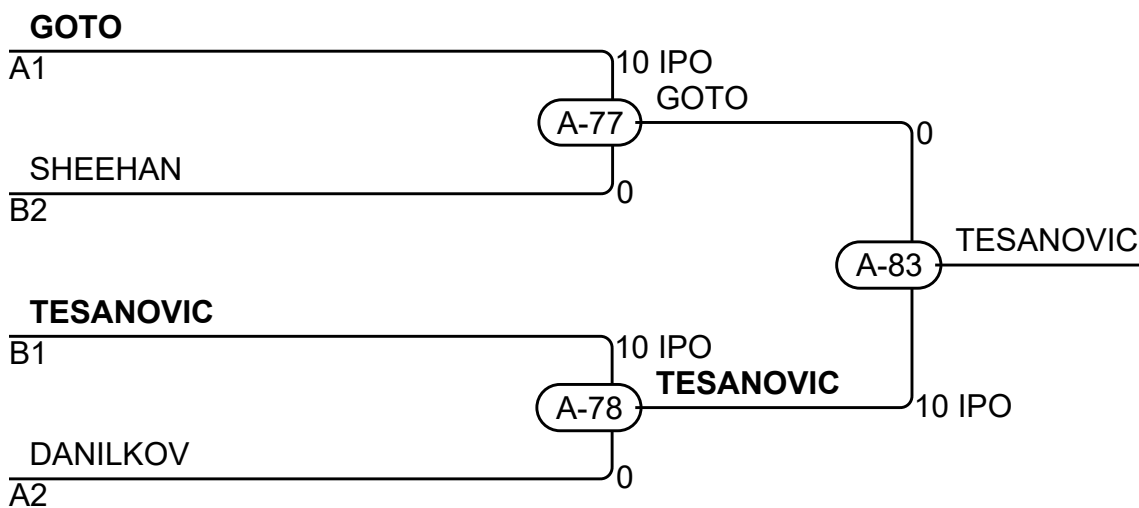 GOTO
A1
10 IPO
GOTO
A-77
0
SHEEHAN
B2
0
TESANOVIC
A-83
TESANOVIC
B1
10 IPO
TESANOVIC
A-78
10 IPO
DANILKOV
A2
0